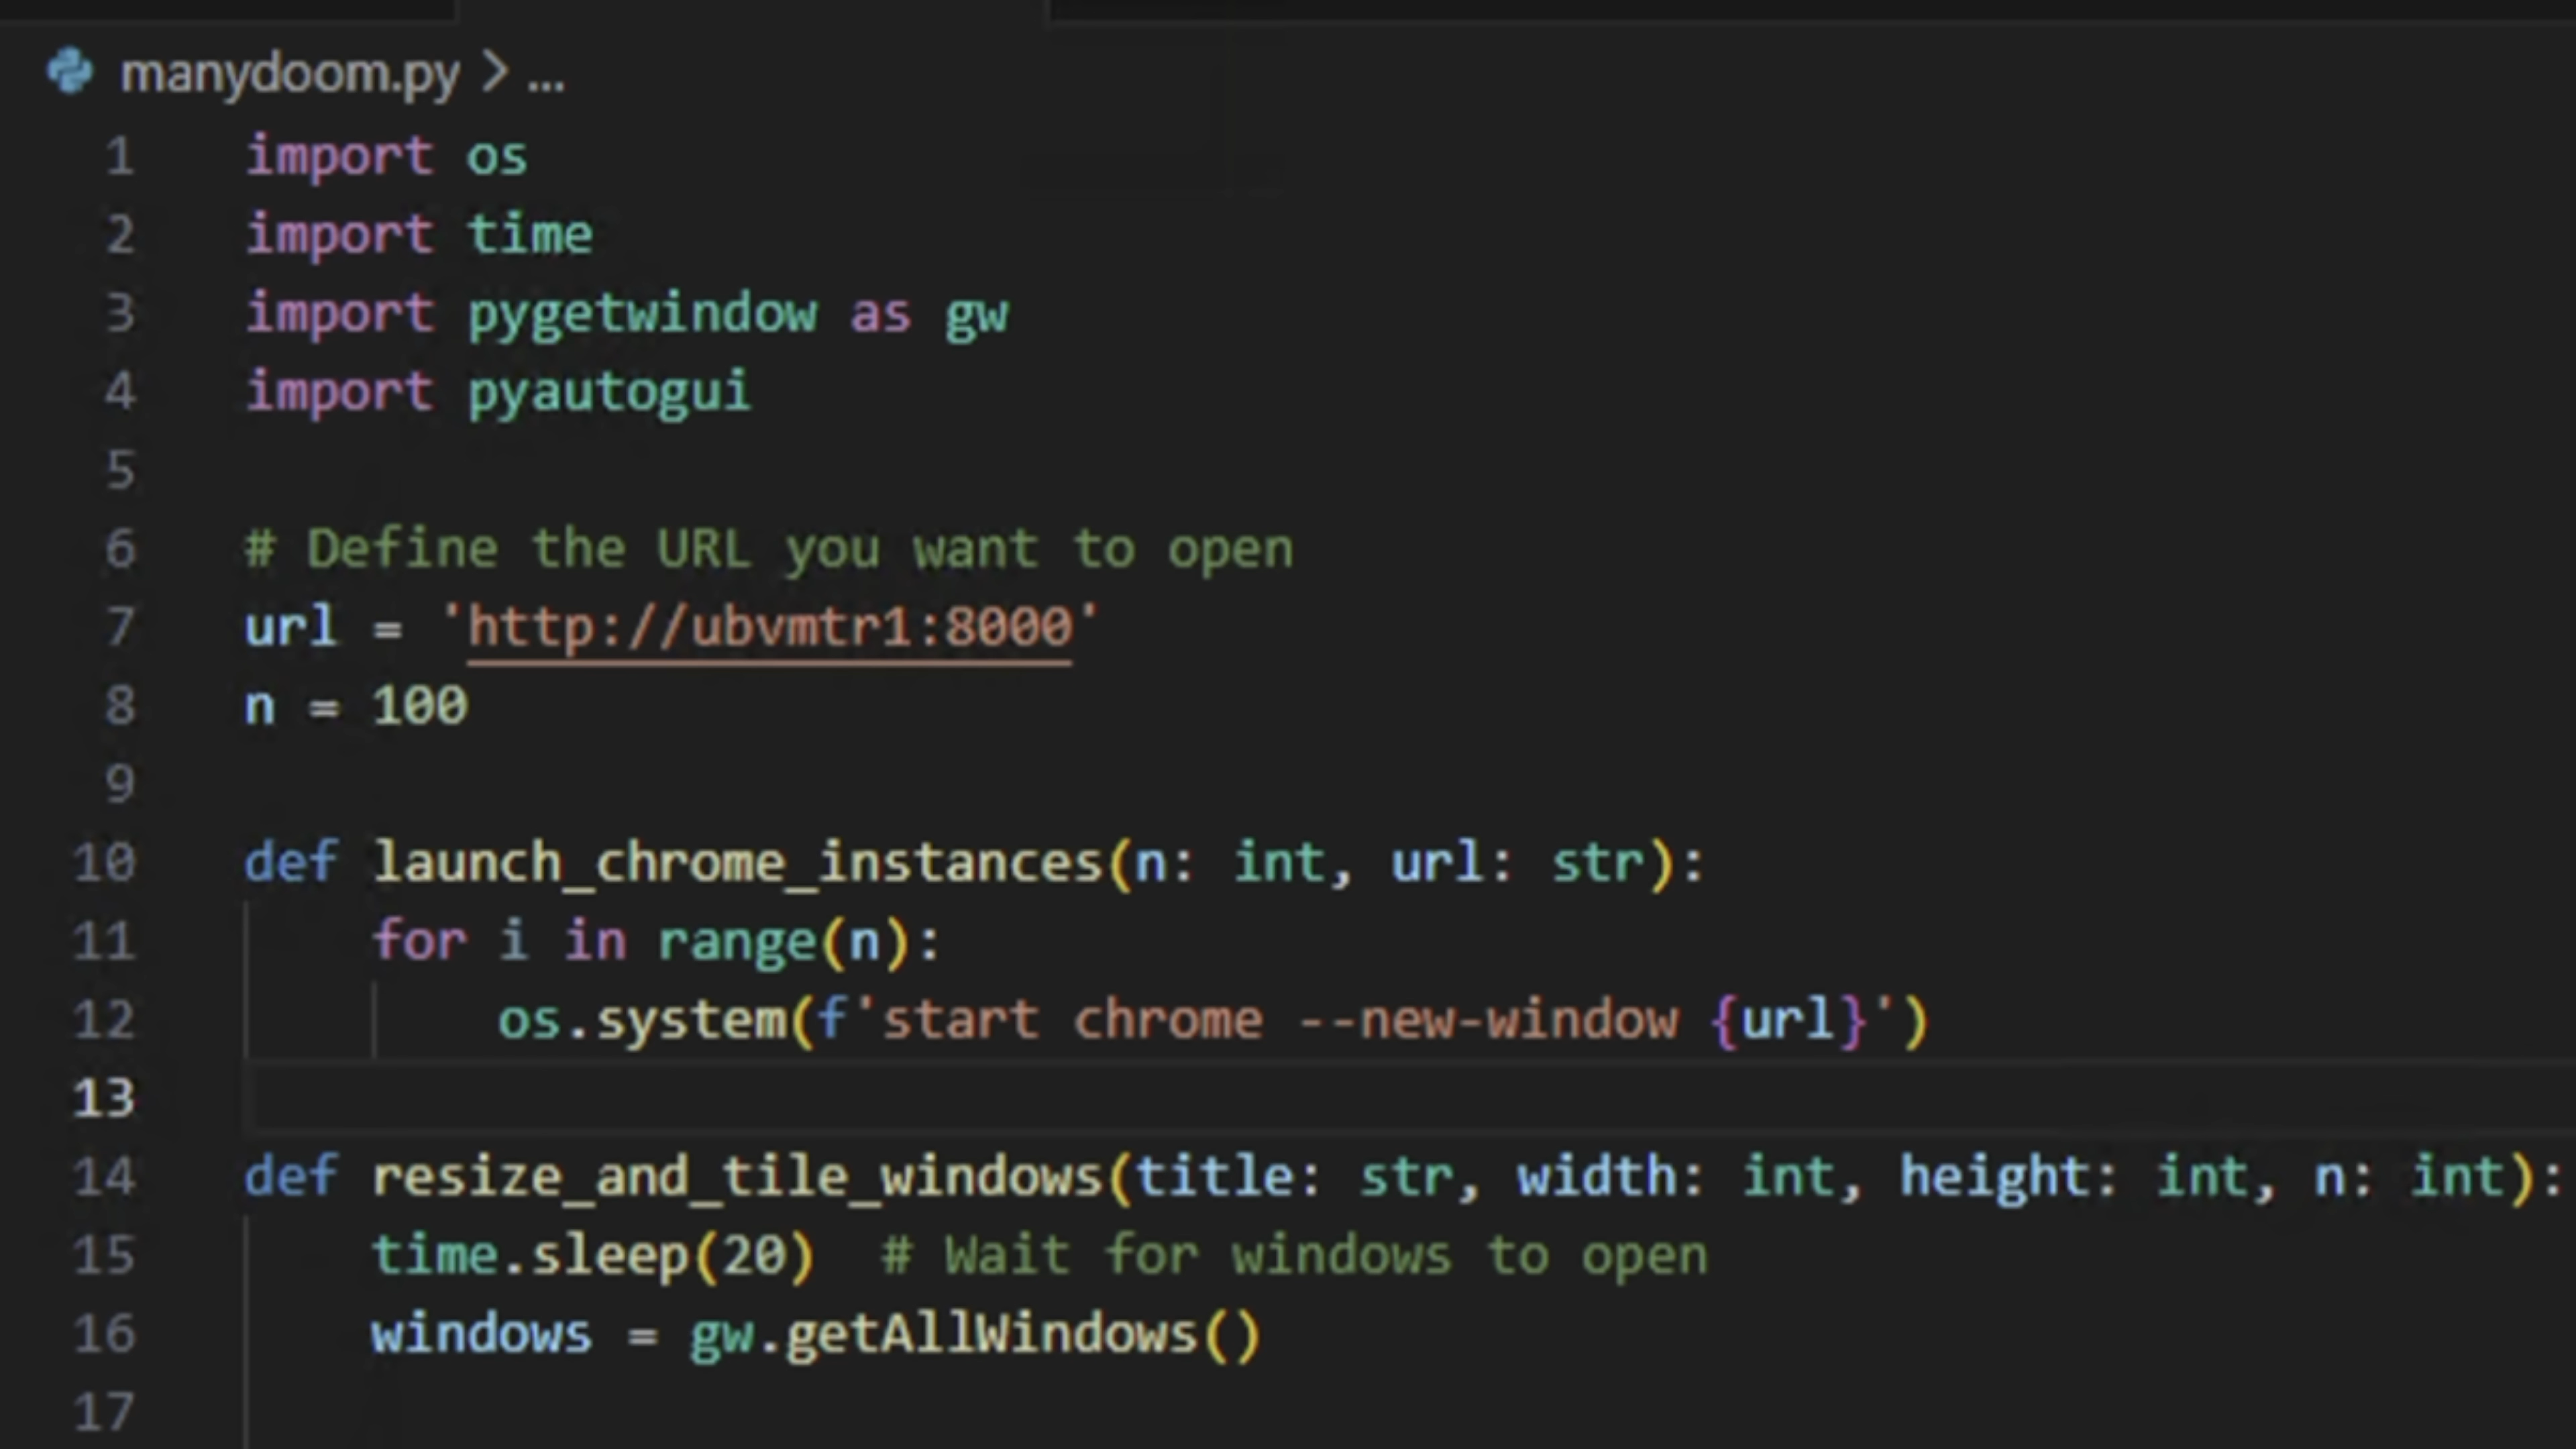 manydoom.py > ...
1 import os
2 import time
3 import pygetwindow as gw
4 import pyautogui
5
6 # Define the URL you want to open
7 url = 'http://ubvmtr1:8000'
8 n = 100
9
10 def launch_chrome_instances(n: int, url: str):
11     for i in range(n):
12         os.system(f'start chrome --new-window {url}')
13
14 def resize_and_tile_windows(title: str, width: int, height: int, n: int):
15     time.sleep(20)  # Wait for windows to open
16     windows = gw.getAllWindows()
17